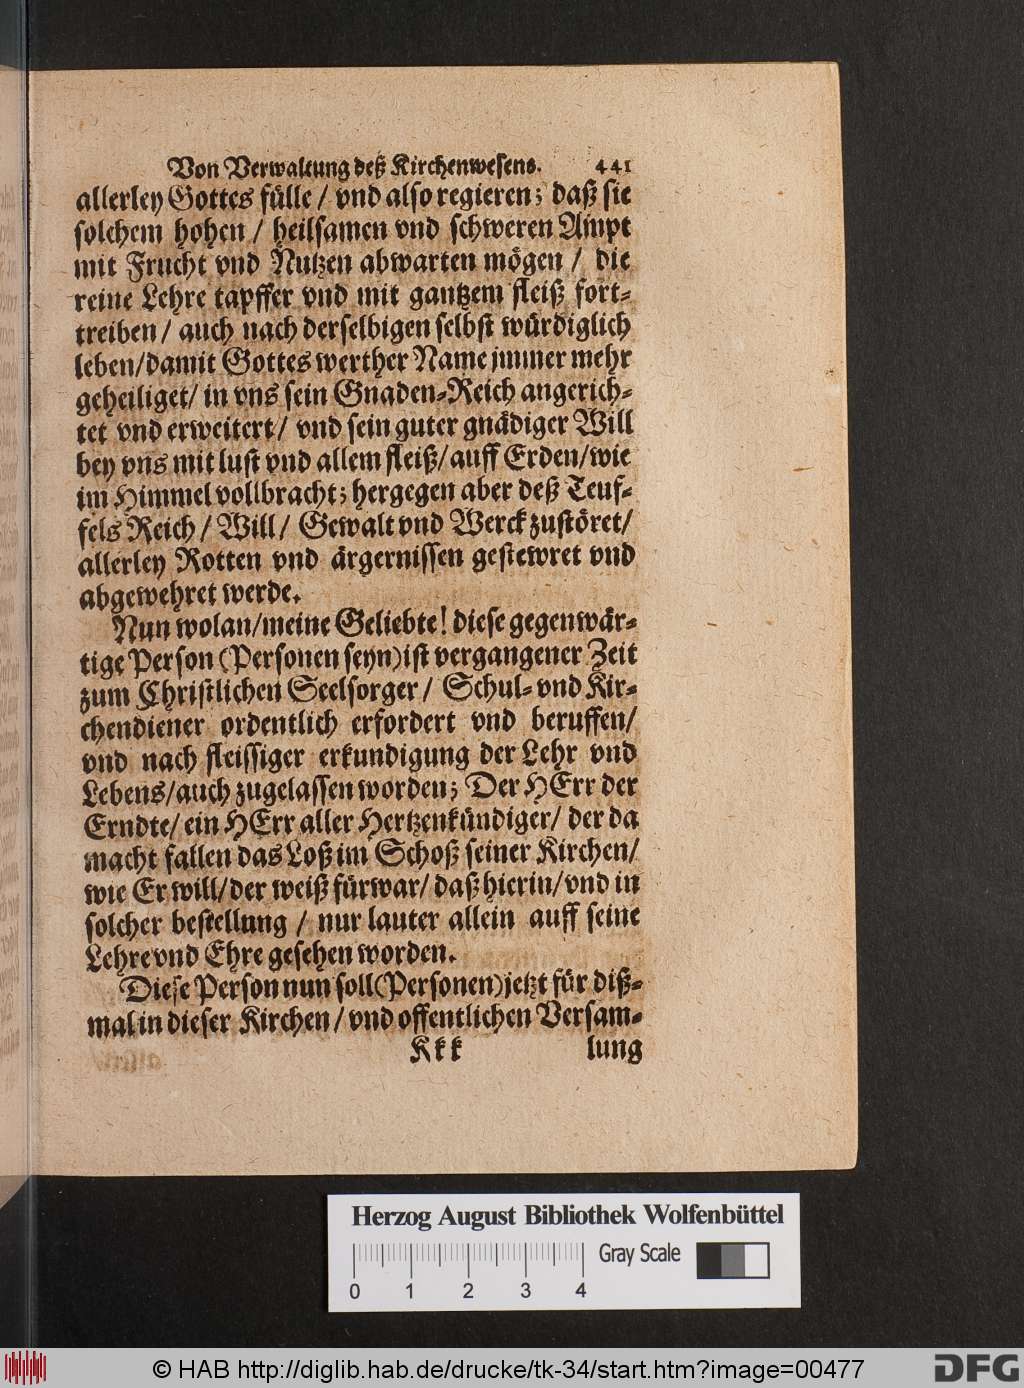 Von Verwaltung deß Kirchenwesens. 441
allerley Gottes fülle / vnd also regieren; daß sie
solchem hohen / heilsamen vnd schweren Ampt
mit Frucht vnd Nutzen abwarten mögen / die
reine Lehre tapffer vnd mit gantzem fleiß fort-
treiben / auch nach derselbigen selbst würdiglich
leben/damit Gottes werther Name jmmer mehr
geheiliget/ in vns sein Gnaden-Reich angerich-
tet vnd erweitert/ vnd sein guter gnädiger Will
bey vns mit lust vnd allem fleiß/auff Erden/wie
im Himmel vollbracht; hergegen aber deß Teuf-
fels Reich / Will / Gewalt vnd Werck zustöret/
allerley Rotten vnd ärgernissen gestewret vnd
abgewehret werde.
Nun wolan/meine Geliebte! diese gegenwär-
tige Person (Personen seyn) ist vergangener Zeit
zum Christlichen Seelsorger / Schul- vnd Kir-
chendiener ordentlich erfordert vnd beruffen/
vnd nach fleissiger erkundigung der Lehr vnd
Lebens/auch zugelassen worden; Der HErr der
Erndte/ ein HErr aller Hertzenkündiger/ der da
macht fallen das Loß im Schoß seiner Kirchen/
wie Er will/der weiß fürwar/ daß hierin/vnd in
solcher bestellung / nur lauter allein auff seine
Lehre vnd Ehre gesehen worden.
Diese Person nun soll (Personen) jetzt für diß-
mal in dieser Kirchen / vnd offentlichen Versam-
Kkk lung
Herzog August Bibliothek Wolfenbüttel
Gray Scale
0 1 2 3 4
© HAB http://diglib.hab.de/drucke/tk-34/start.htm?image=00477
DFG